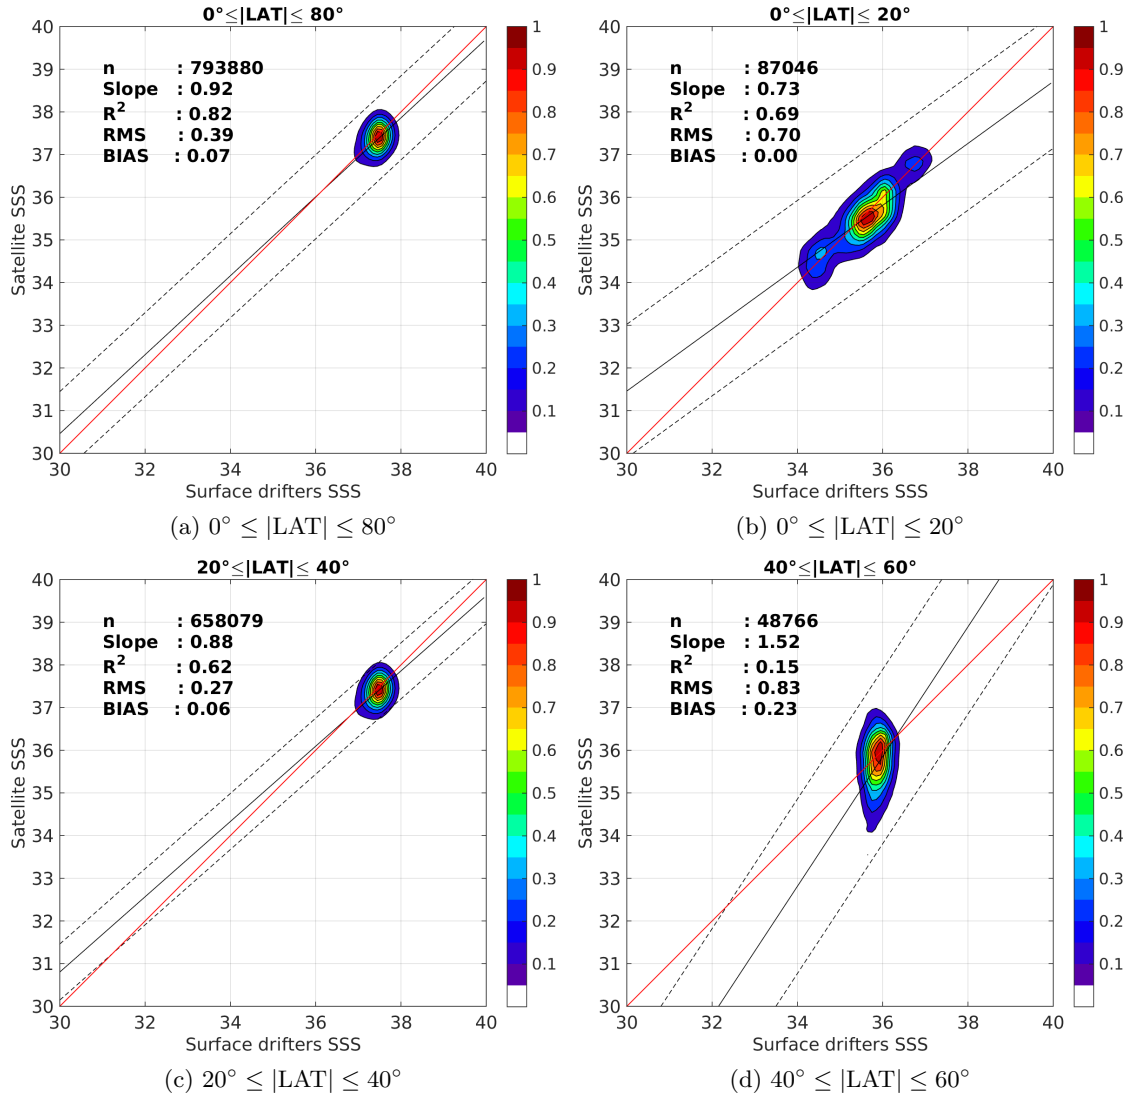 0°≤|LAT|≤ 80°
40
39
38
37
36
35
34
33
32
31
30
Satellite SSS
n : 793880
Slope : 0.92
R² : 0.82
RMS : 0.39
BIAS : 0.07
30 32 34 36 38 40
Surface drifters SSS
1
0.9
0.8
0.7
0.6
0.5
0.4
0.3
0.2
0.1
(a) 0° ≤ |LAT| ≤ 80°
0°≤|LAT|≤ 20°
40
39
38
37
36
35
34
33
32
31
30
Satellite SSS
n : 87046
Slope : 0.73
R² : 0.69
RMS : 0.70
BIAS : 0.00
30 32 34 36 38 40
Surface drifters SSS
1
0.9
0.8
0.7
0.6
0.5
0.4
0.3
0.2
0.1
(b) 0° ≤ |LAT| ≤ 20°
20°≤|LAT|≤ 40°
40
39
38
37
36
35
34
33
32
31
30
Satellite SSS
n : 658079
Slope : 0.88
R² : 0.62
RMS : 0.27
BIAS : 0.06
30 32 34 36 38 40
Surface drifters SSS
1
0.9
0.8
0.7
0.6
0.5
0.4
0.3
0.2
0.1
(c) 20° ≤ |LAT| ≤ 40°
40°≤|LAT|≤ 60°
40
39
38
37
36
35
34
33
32
31
30
Satellite SSS
n : 48766
Slope : 1.52
R² : 0.15
RMS : 0.83
BIAS : 0.23
30 32 34 36 38 40
Surface drifters SSS
1
0.9
0.8
0.7
0.6
0.5
0.4
0.3
0.2
0.1
(d) 40° ≤ |LAT| ≤ 60°